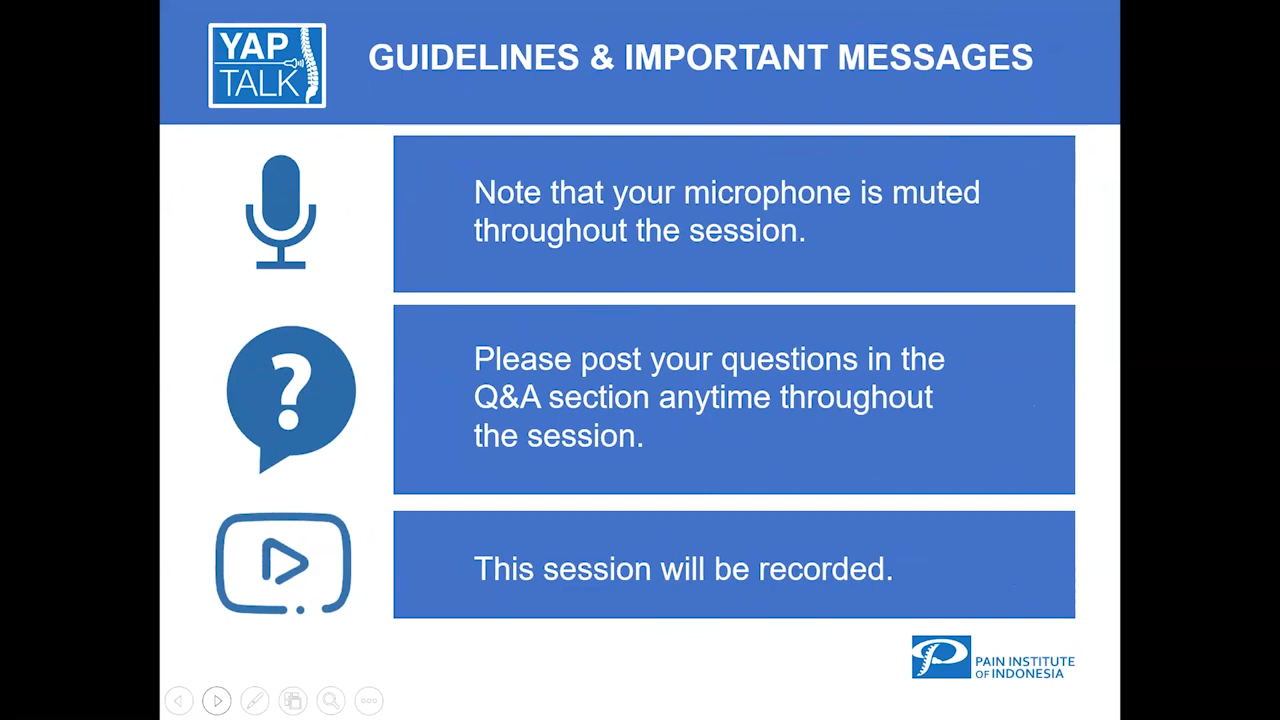 YAP
TALK
GUIDELINES & IMPORTANT MESSAGES
Note that your microphone is muted
throughout the session.
?
Please post your questions in the
Q&A section anytime throughout
the session.
This session will be recorded.
PAIN INSTITUTE
OF INDONESIA